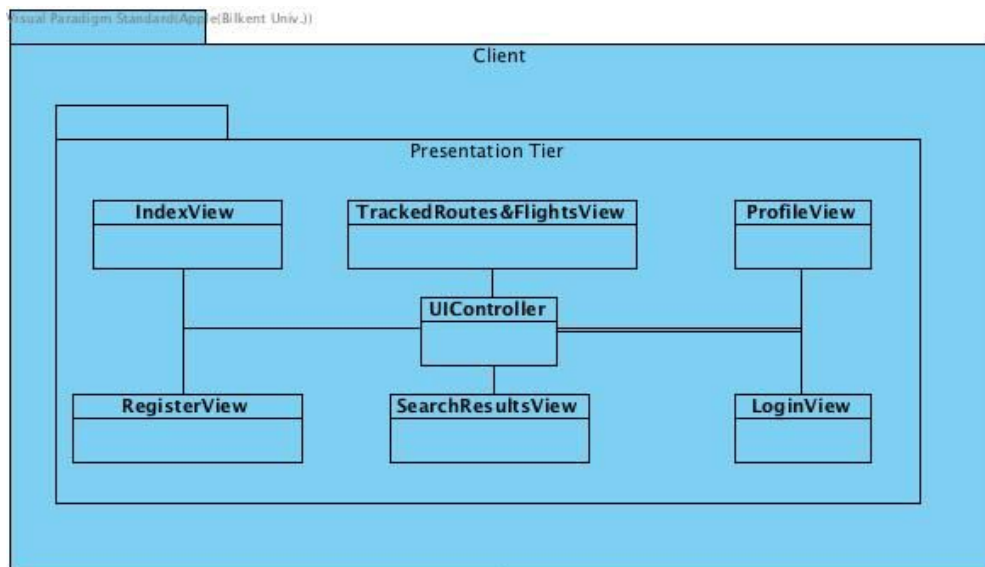 Visual Paradigm Standard(Apple(Bilkent Univ.))
Client
Presentation Tier
IndexView
TrackedRoutes&FlightsView
ProfileView
UIController
RegisterView
SearchResultsView
LoginView